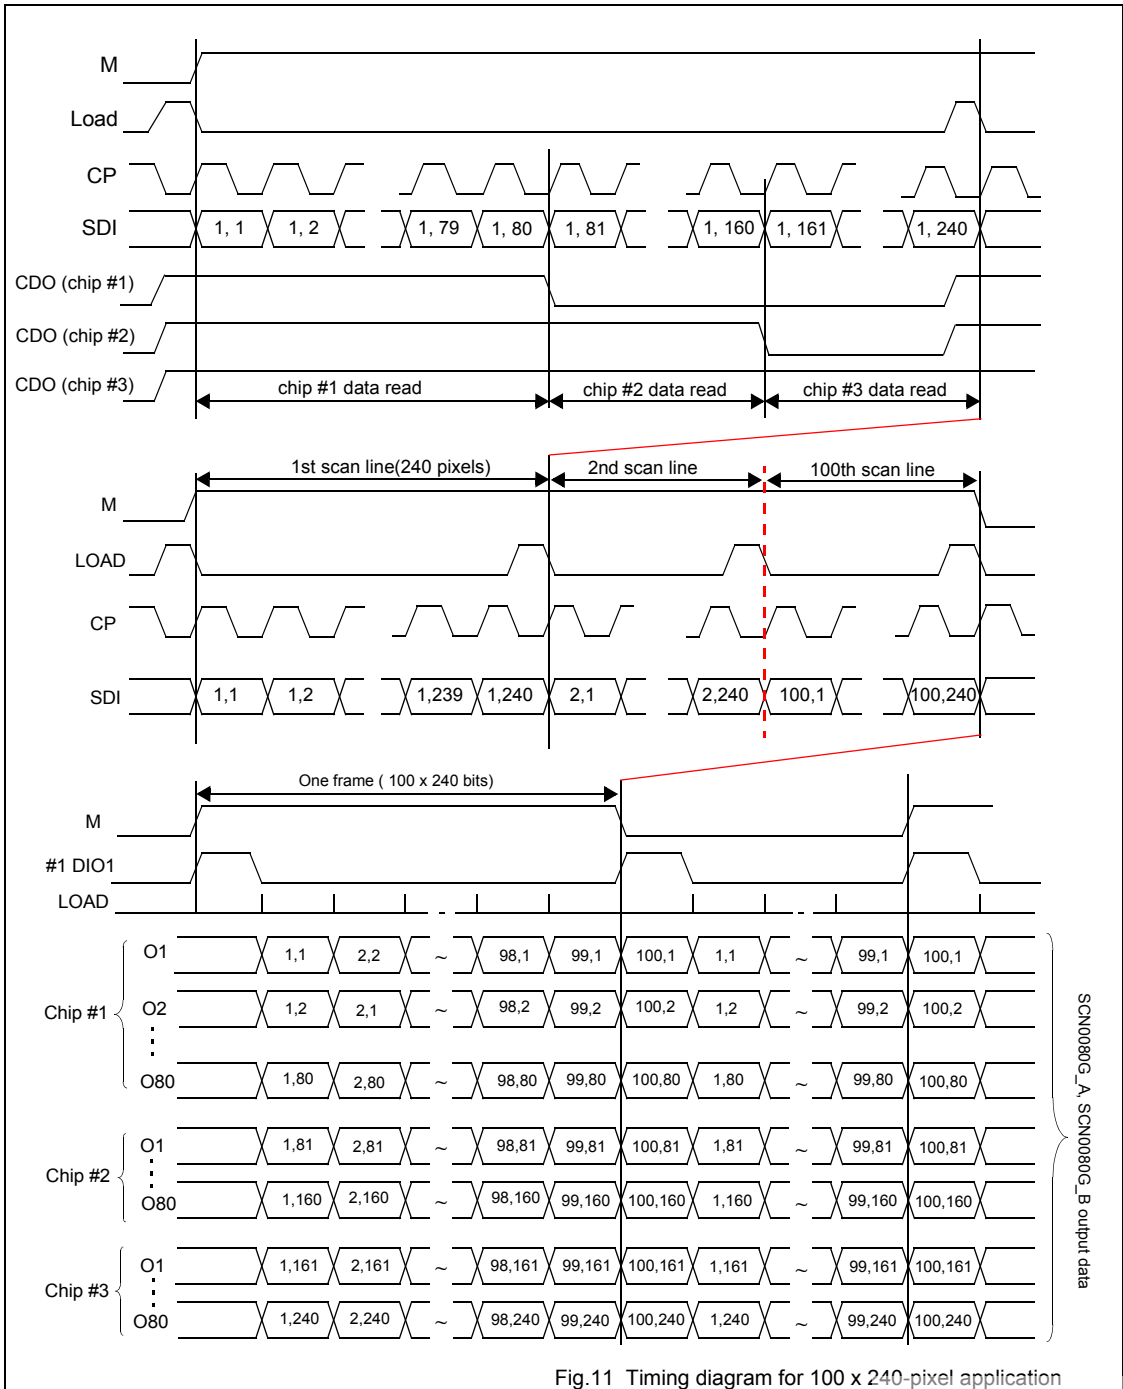 M
Load
CP
SDI 1, 1 1, 2 1, 79 1, 80 1, 81 1, 160 1, 161 1, 240
CDO (chip #1)
CDO (chip #2)
CDO (chip #3)
chip #1 data read chip #2 data read chip #3 data read
1st scan line(240 pixels) 2nd scan line 100th scan line
M
LOAD
CP
SDI 1,1 1,2 1,239 1,240 2,1 2,240 100,1 100,240
One frame ( 100 x 240 bits)
M
#1 DIO1
LOAD
Chip #1
O1 1,1 2,2 ~ 98,1 99,1 100,1 1,1 ~ 99,1 100,1
O2 1,2 2,1 ~ 98,2 99,2 100,2 1,2 ~ 99,2 100,2
O80 1,80 2,80 ~ 98,80 99,80 100,80 1,80 ~ 99,80 100,80
Chip #2
O1 1,81 2,81 ~ 98,81 99,81 100,81 1,81 ~ 99,81 100,81
O80 1,160 2,160 ~ 98,160 99,160 100,160 1,160 ~ 99,160 100,160
Chip #3
O1 1,161 2,161 ~ 98,161 99,161 100,161 1,161 ~ 99,161 100,161
O80 1,240 2,240 ~ 98,240 99,240 100,240 1,240 ~ 99,240 100,240
SCN0080G_A, SCN0080G_B output data
Fig.11 Timing diagram for 100 x 240-pixel application